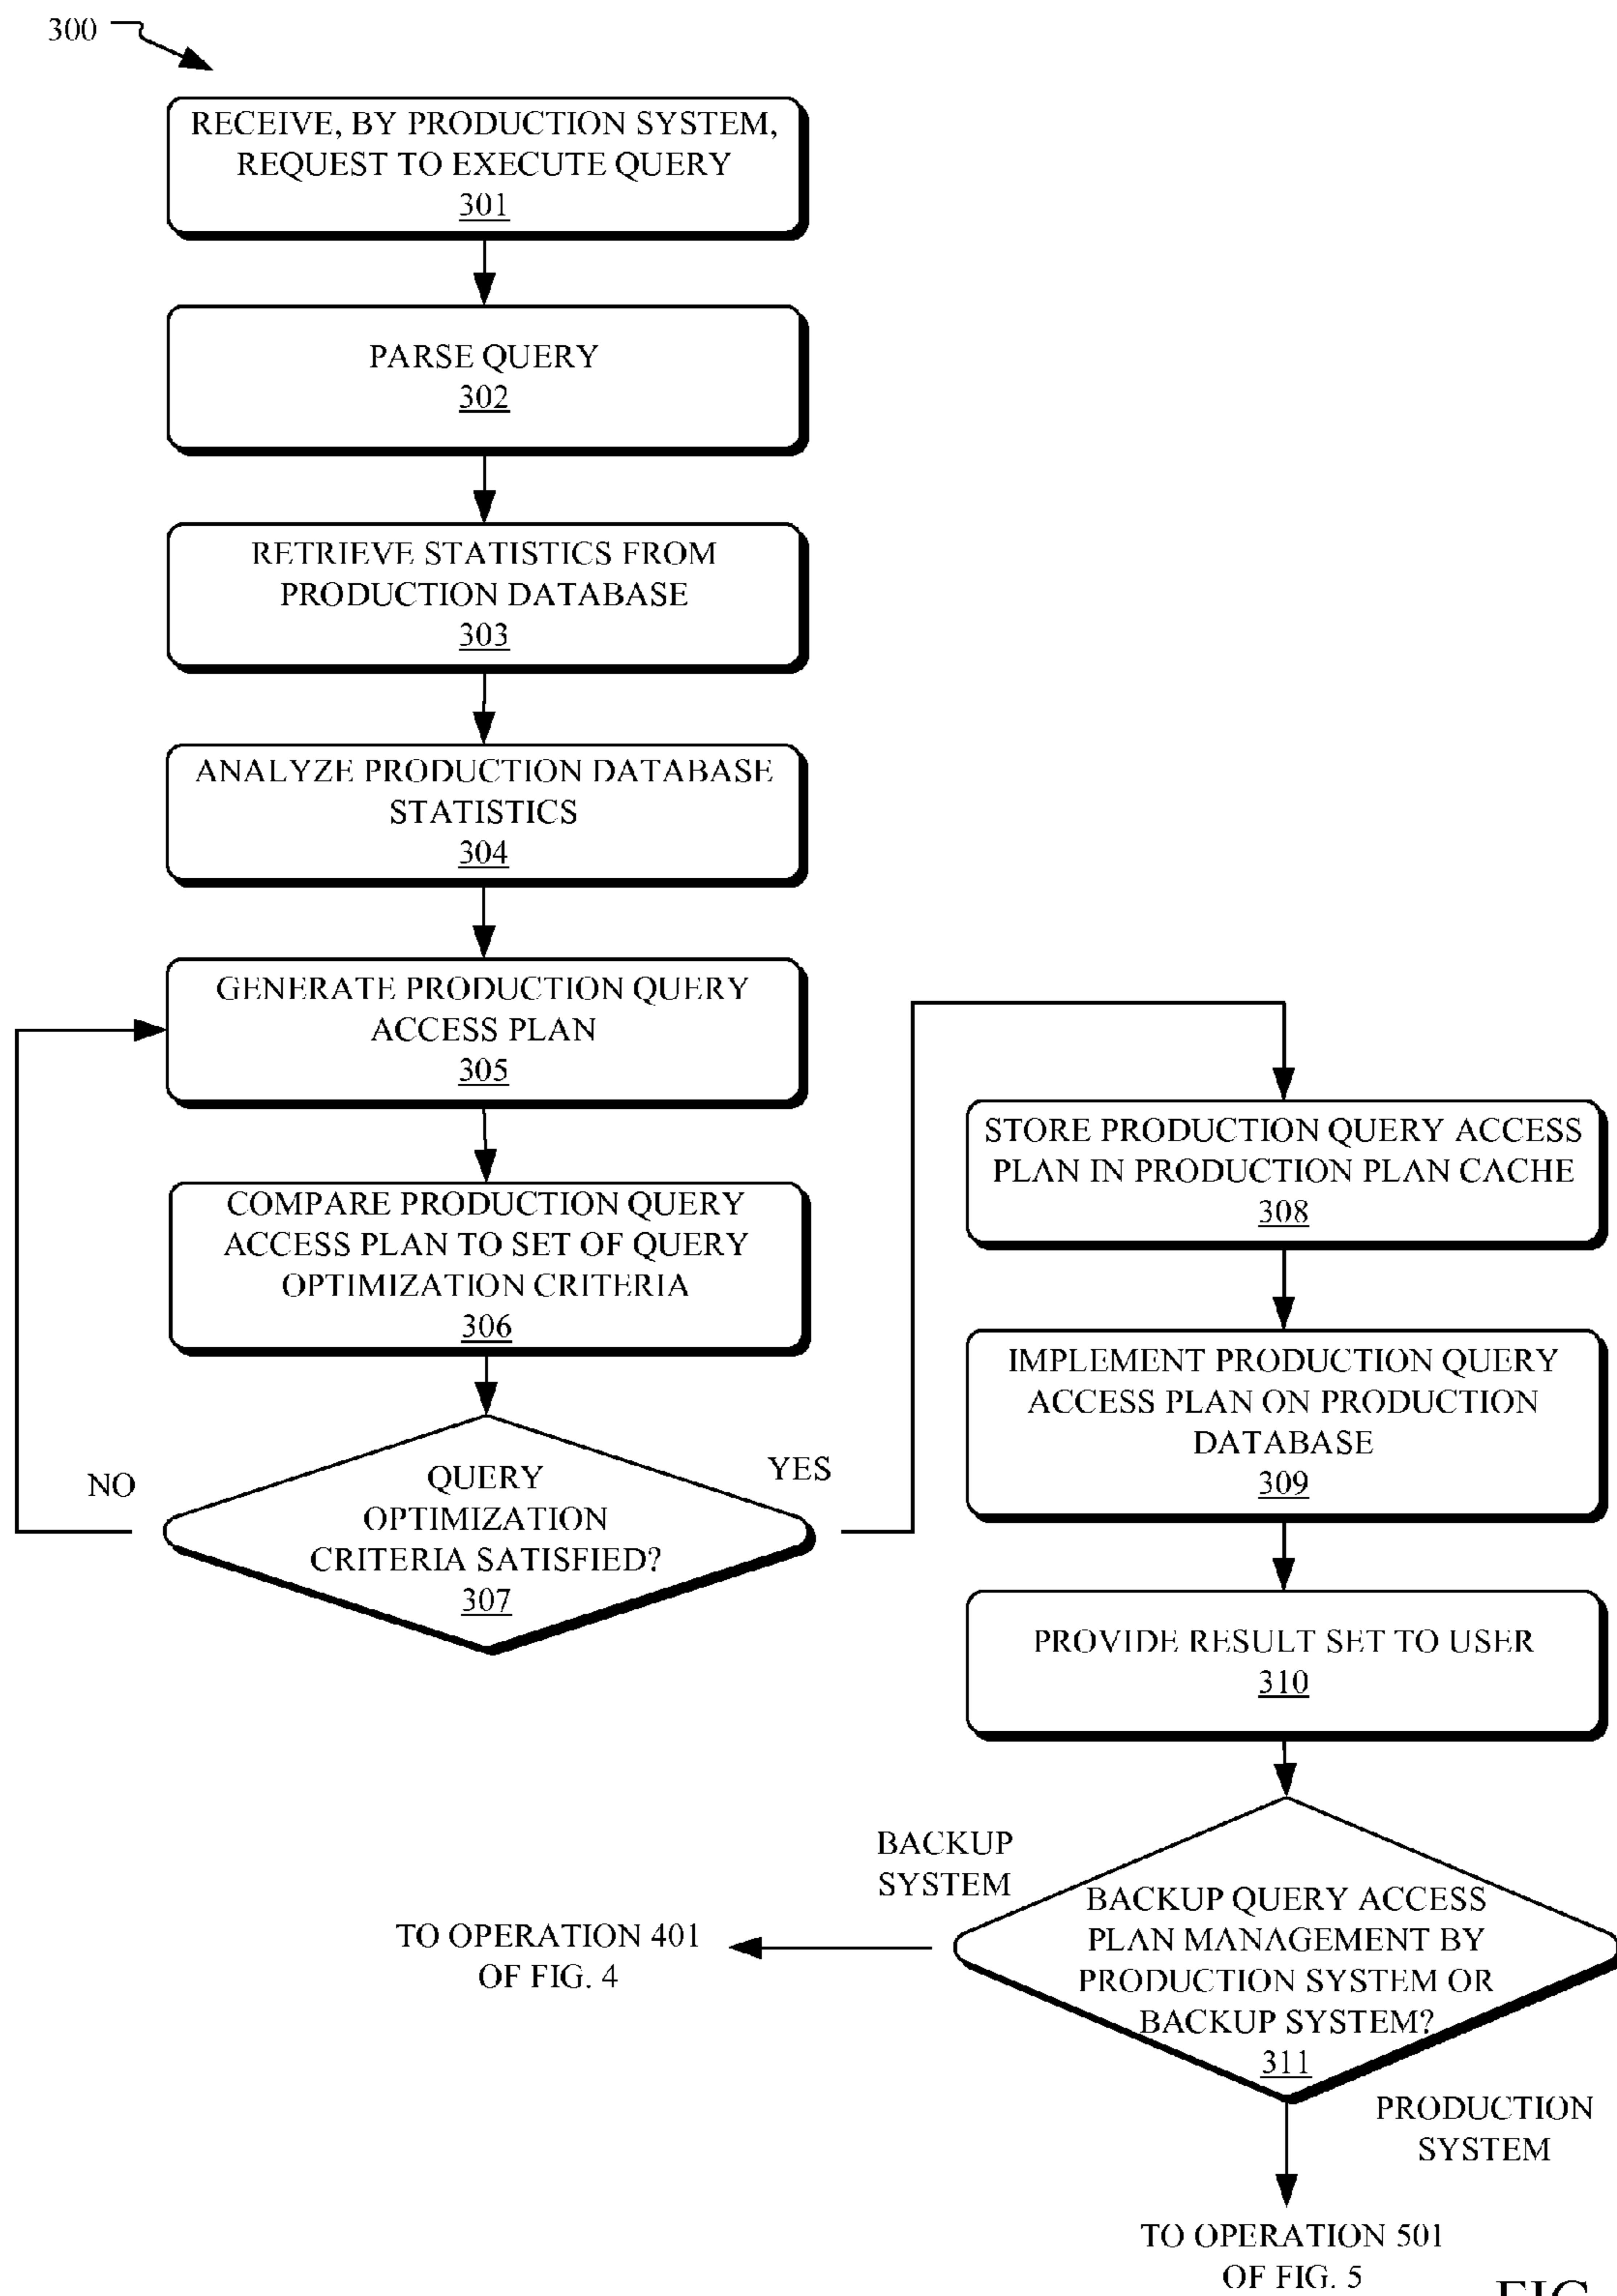 300
RECEIVE, BY PRODUCTION SYSTEM,
REQUEST TO EXECUTE QUERY
301
PARSE QUERY
302
RETRIEVE STATISTICS FROM
PRODUCTION DATABASE
303
ANALYZE PRODUCTION DATABASE
STATISTICS
304
GENERATE PRODUCTION QUERY
ACCESS PLAN
305
COMPARE PRODUCTION QUERY
ACCESS PLAN TO SET OF QUERY
OPTIMIZATION CRITERIA
306
NO
YES
QUERY
OPTIMIZATION
CRITERIA SATISFIED?
307
STORE PRODUCTION QUERY ACCESS
PLAN IN PRODUCTION PLAN CACHE
308
IMPLEMENT PRODUCTION QUERY
ACCESS PLAN ON PRODUCTION
DATABASE
309
PROVIDE RESULT SET TO USER
310
BACKUP
SYSTEM
BACKUP QUERY ACCESS
PLAN MANAGEMENT BY
PRODUCTION SYSTEM OR
BACKUP SYSTEM?
311
TO OPERATION 401
OF FIG. 4
PRODUCTION
SYSTEM
TO OPERATION 501
OF FIG. 5